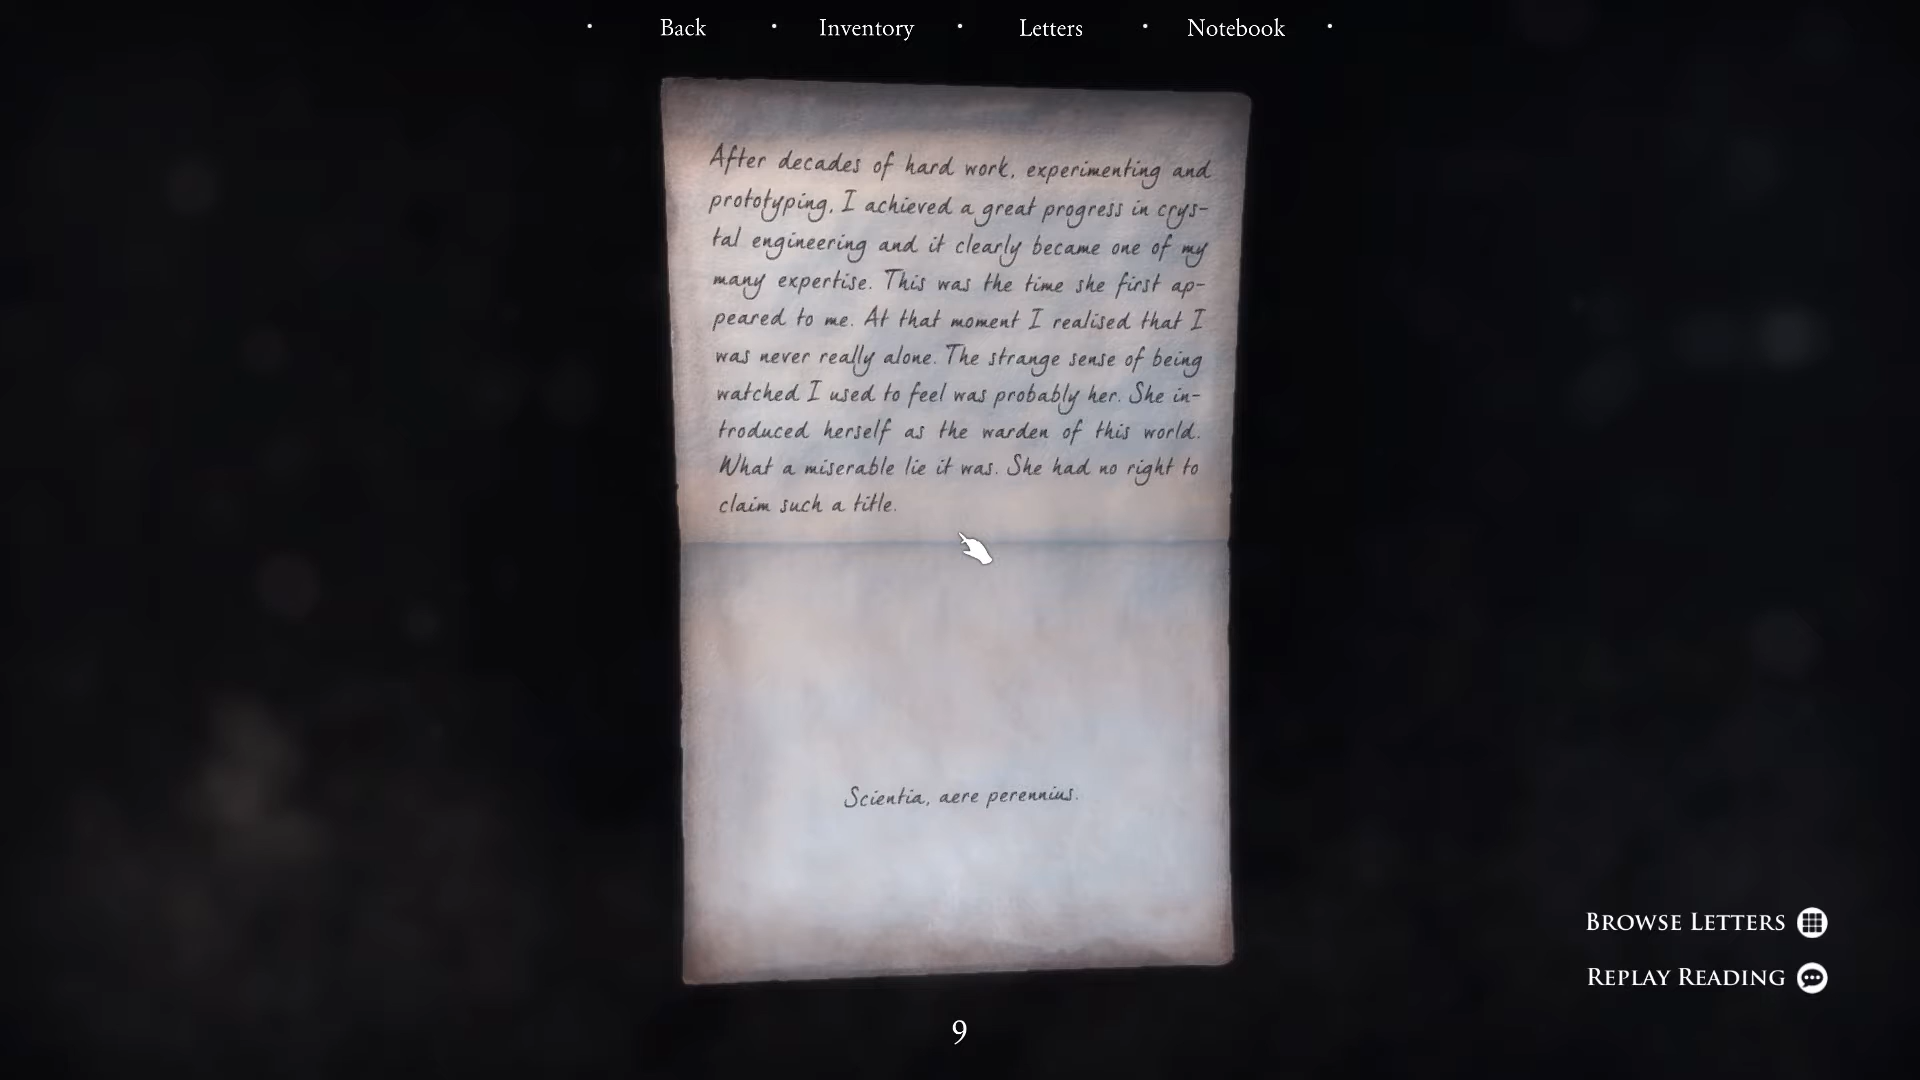 Back
Inventory
Letters
Notebook
After decades of hard work, experimenting and
prototyping, I achieved a great progress in crys-
tal engineering and it clearly became one of my
many expertise. This was the time she first ap-
peared to me. At that moment I realised that I
was never really alone. The strange sense of being
watched I used to feel was probably her. She in-
troduced herself as the warden of this world.
What a miserable lie it was. She had no right to
claim such a title.
Scientia, aere perennius.
BROWSE LETTERS
REPLAY READING
9